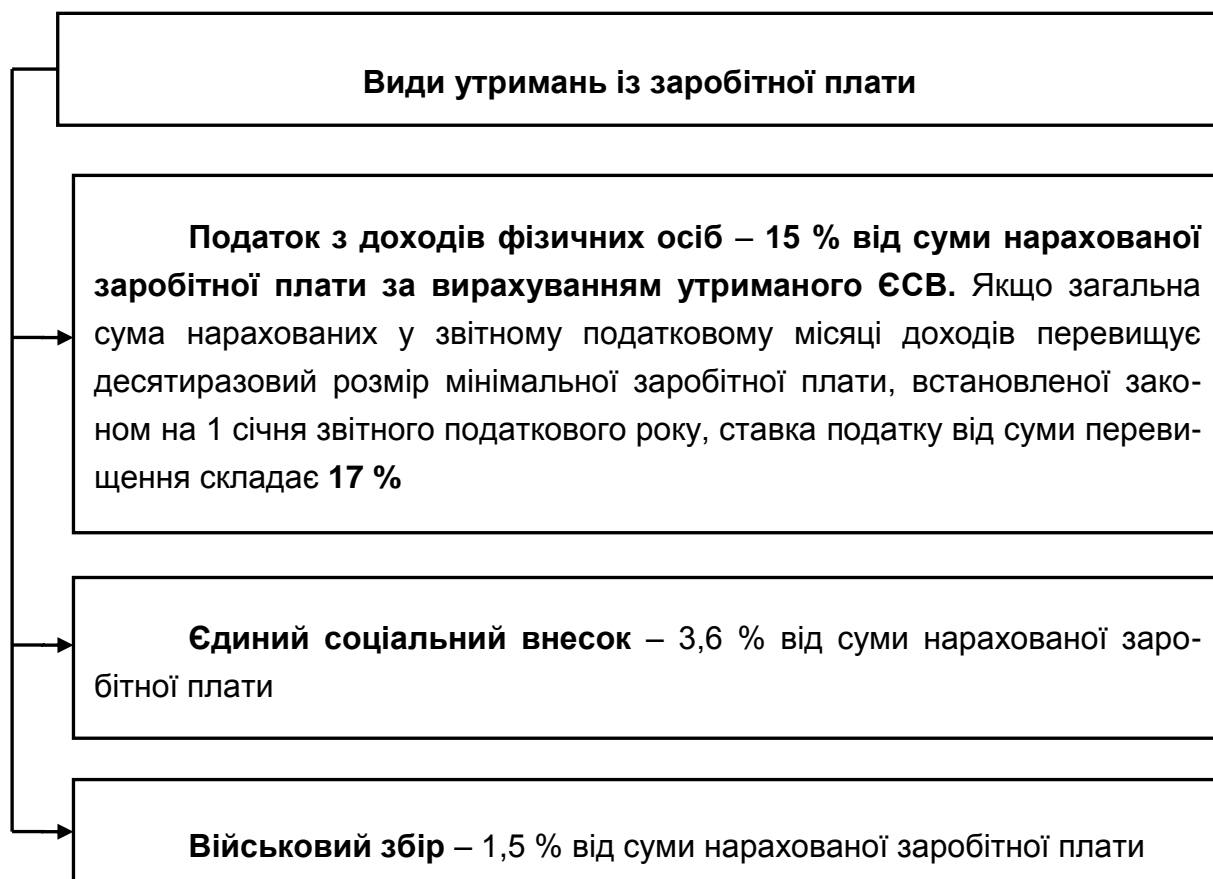 Види утримань із заробітної плати
Податок з доходів фізичних осіб – 15 % від суми нарахованої
заробітної плати за вирахуванням утриманого ЄСВ. Якщо загальна
сума нарахованих у звітному податковому місяці доходів перевищує
десятиразовий розмір мінімальної заробітної плати, встановленої зако-
ном на 1 січня звітного податкового року, ставка податку від суми переви-
щення складає 17 %
Єдиний соціальний внесок – 3,6 % від суми нарахованої заро-
бітної плати
Військовий збір – 1,5 % від суми нарахованої заробітної плати